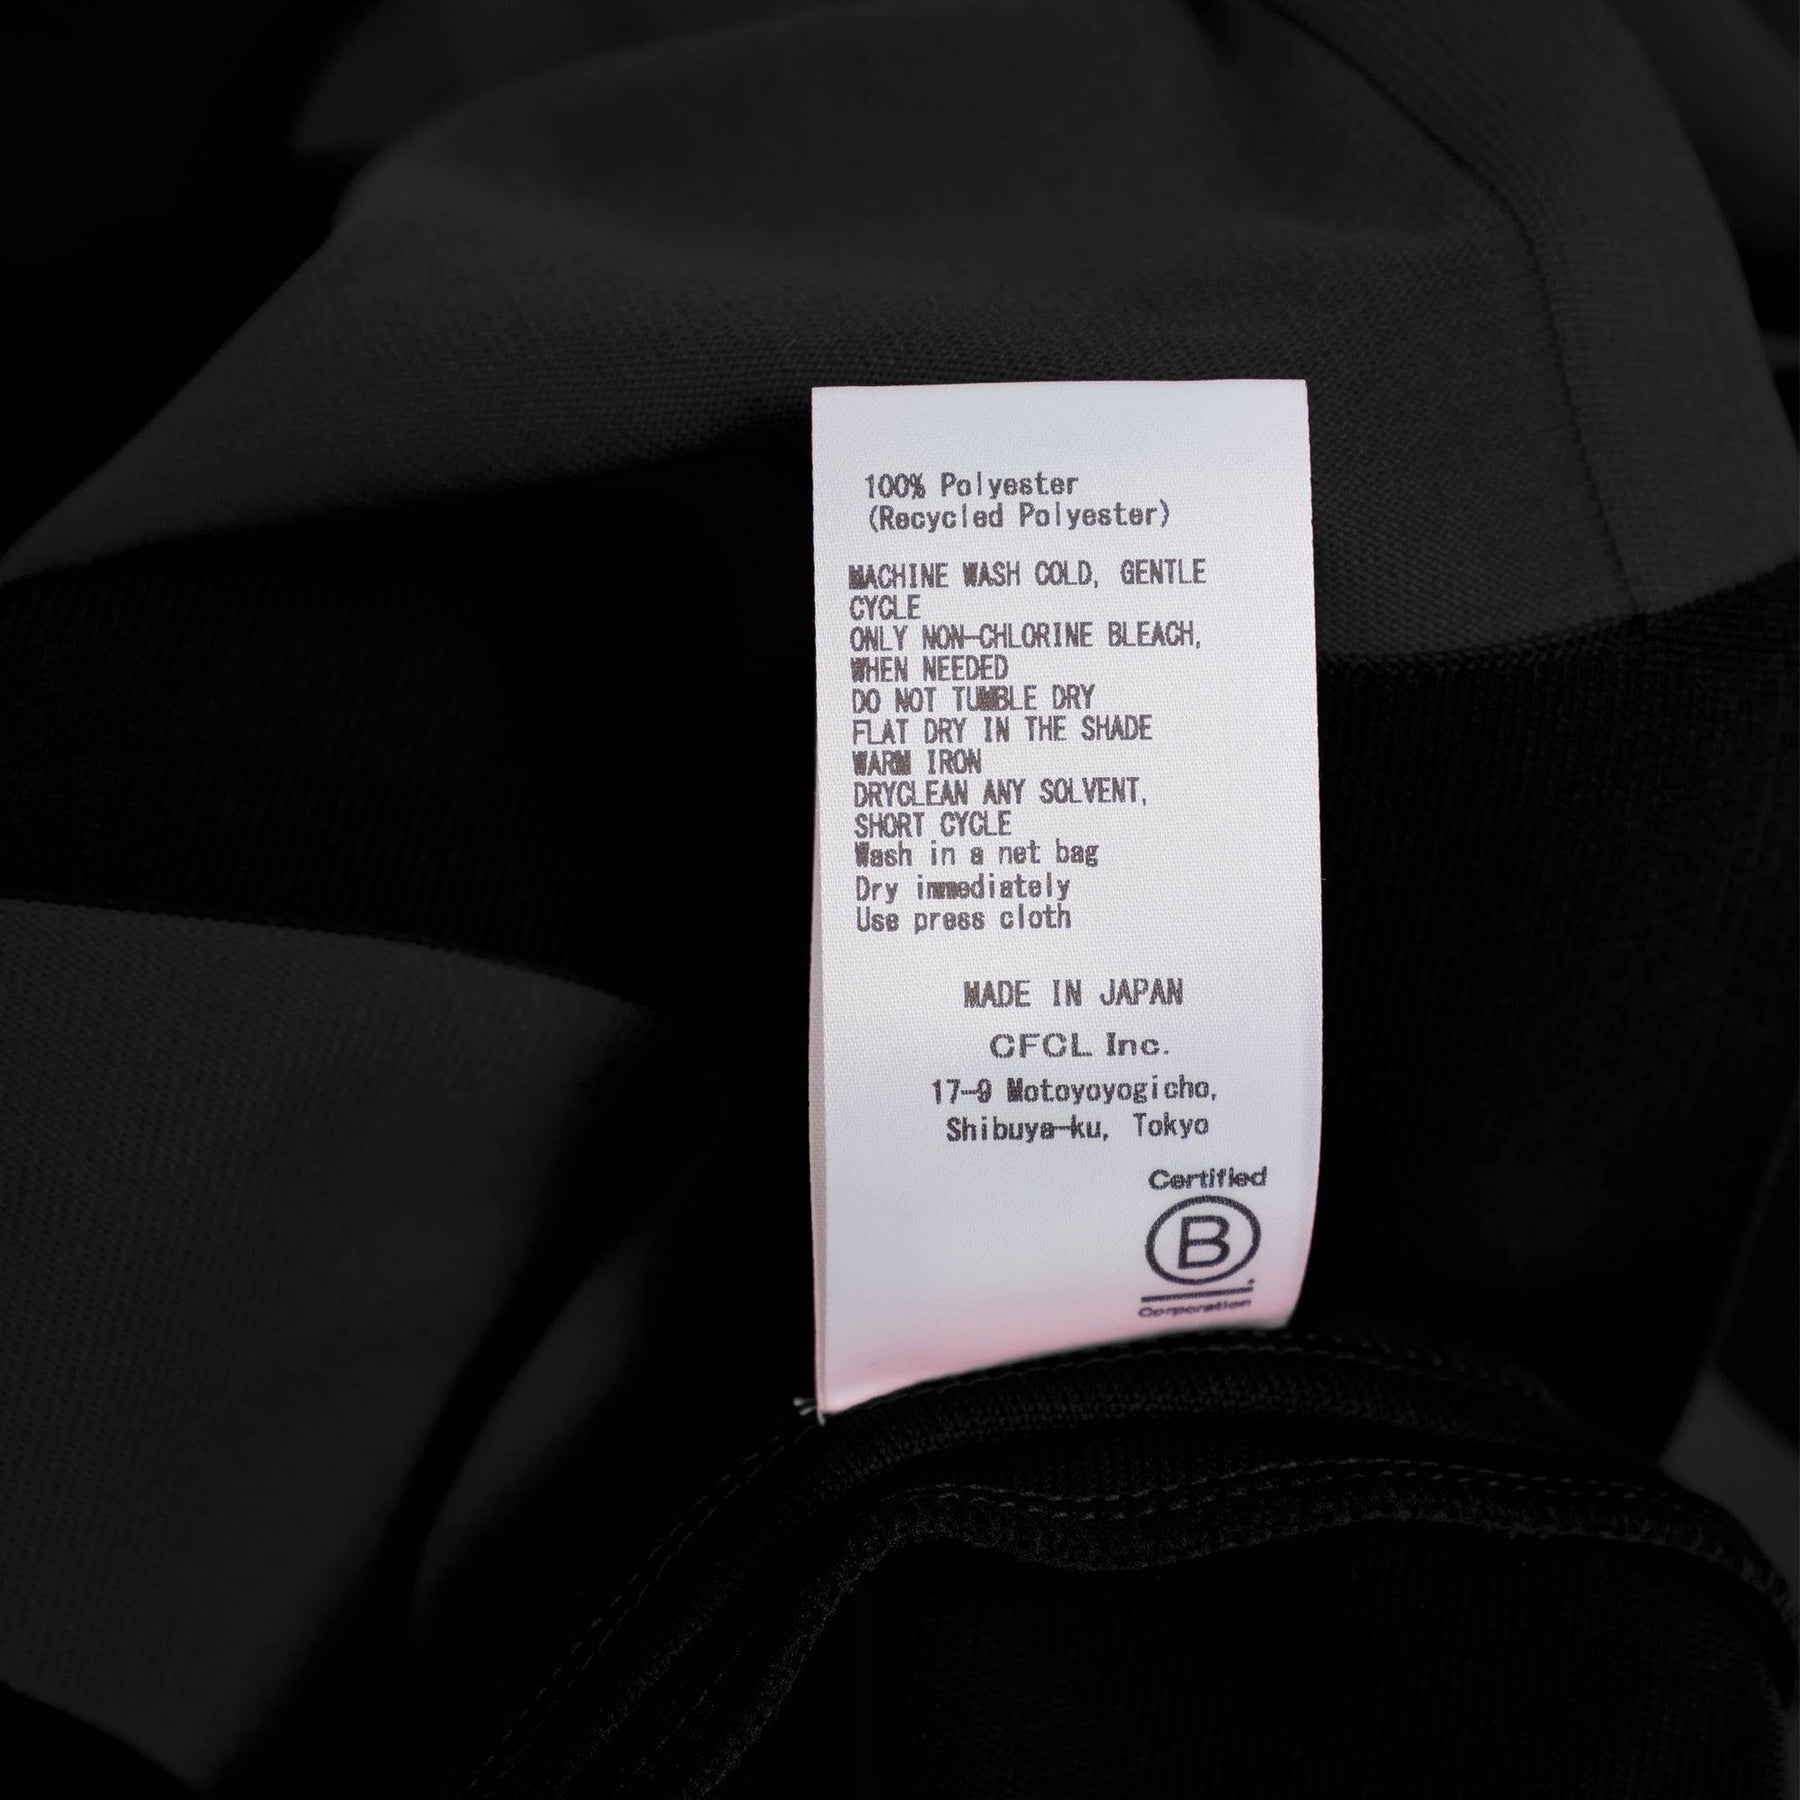 100% Polyester
(Recycled Polyester)
MACHINE WASH COLD, GENTLE
CYCLE
ONLY NON-CHLORINE BLEACH,
WHEN NEEDED
DO NOT TUMBLE DRY
FLAT DRY IN THE SHADE
WARM IRON
DRYCLEAN ANY SOLVENT,
SHORT CYCLE
Wash in a net bag
Dry immediately
Use press cloth
MADE IN JAPAN
CFCL Inc.
17-9 Motoyoyogicho,
Shibuya-ku, Tokyo
Certified
B
Corporation